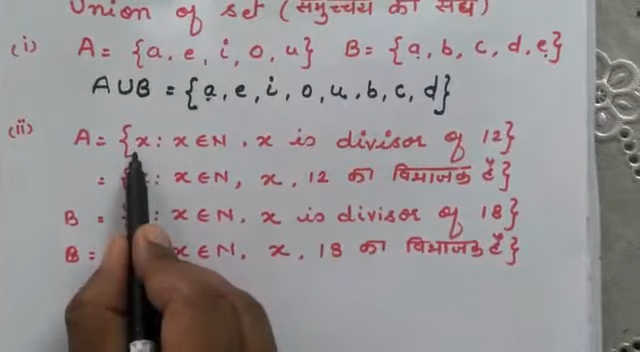 Union of set (समुच्चय का संघ)
(i) A = {a, e, i, o, u} B = {a, b, c, d, e}
A∪B = {a, e, i, o, u, b, c, d}
(ii) A = {x : x ∈ N, x is divisor of 12}
= : x ∈ N, x, 12 का विभाजक है}
B = : x ∈ N, x is divisor of 18}
B = x ∈ N, x, 18 का विभाजक है}